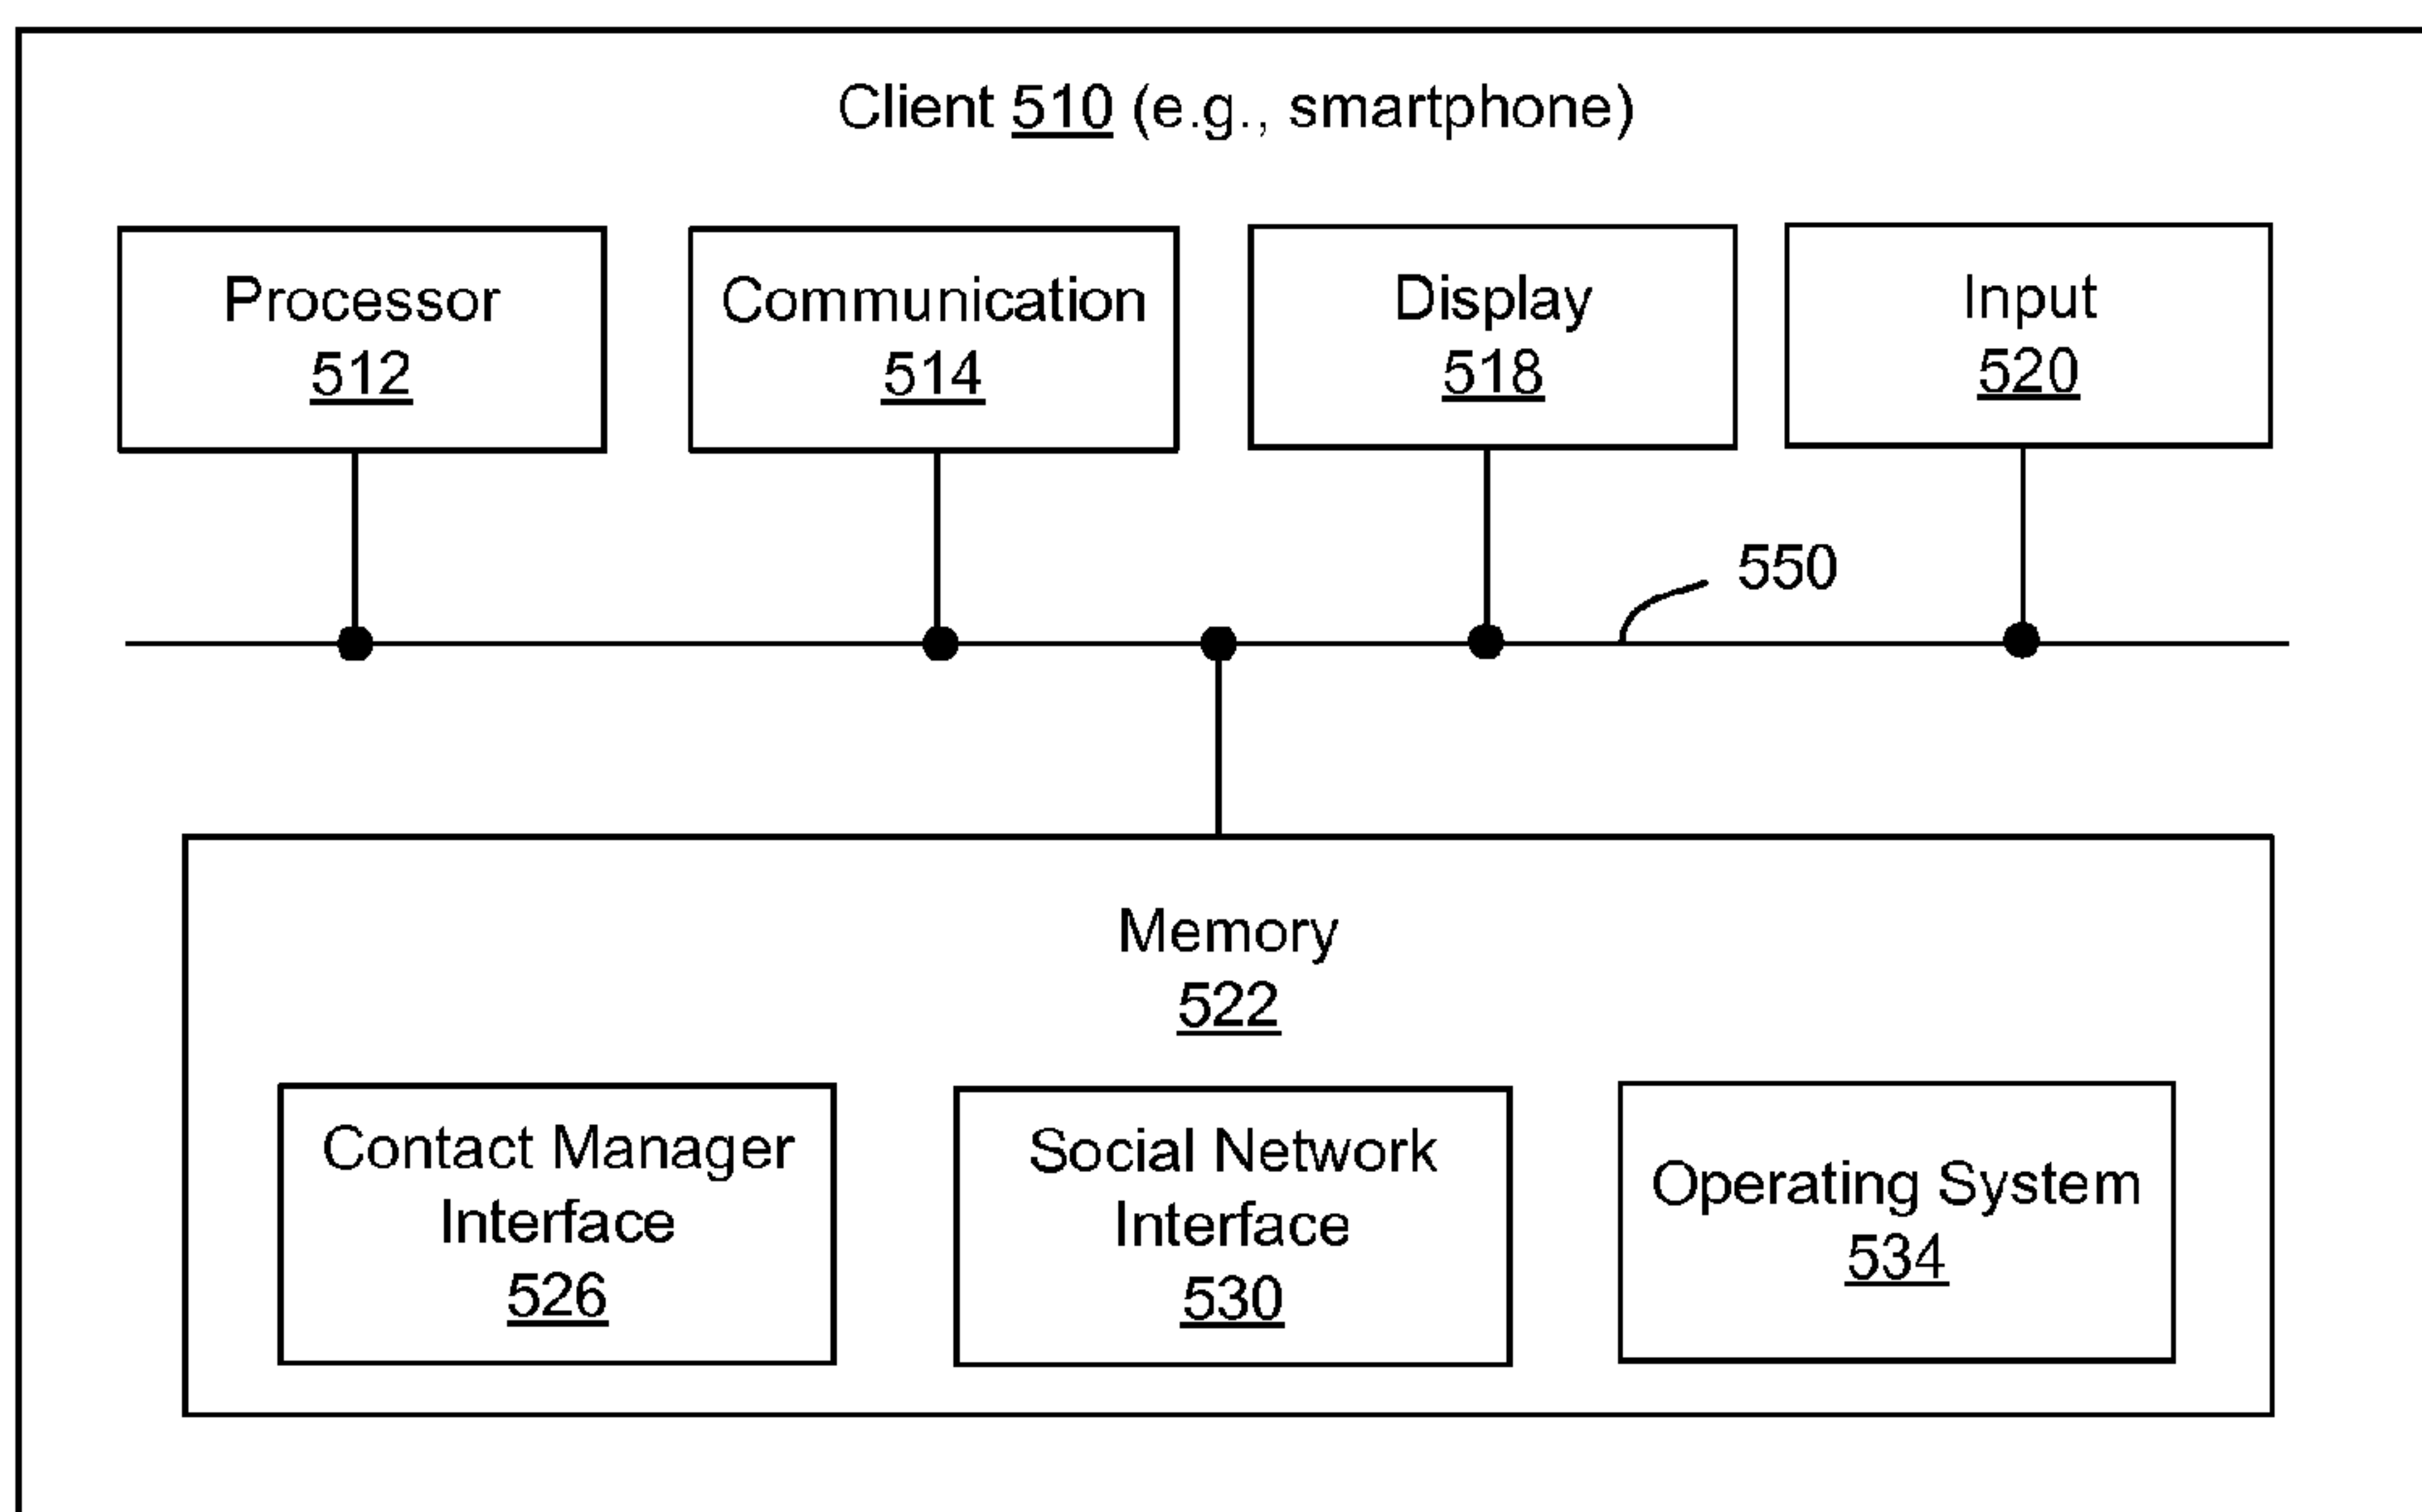 Client 510 (e.g., smartphone)
Processor
512
Communication
514
Display
518
Input
520
550
Memory
522
Contact Manager
Interface
526
Social Network
Interface
530
Operating System
534